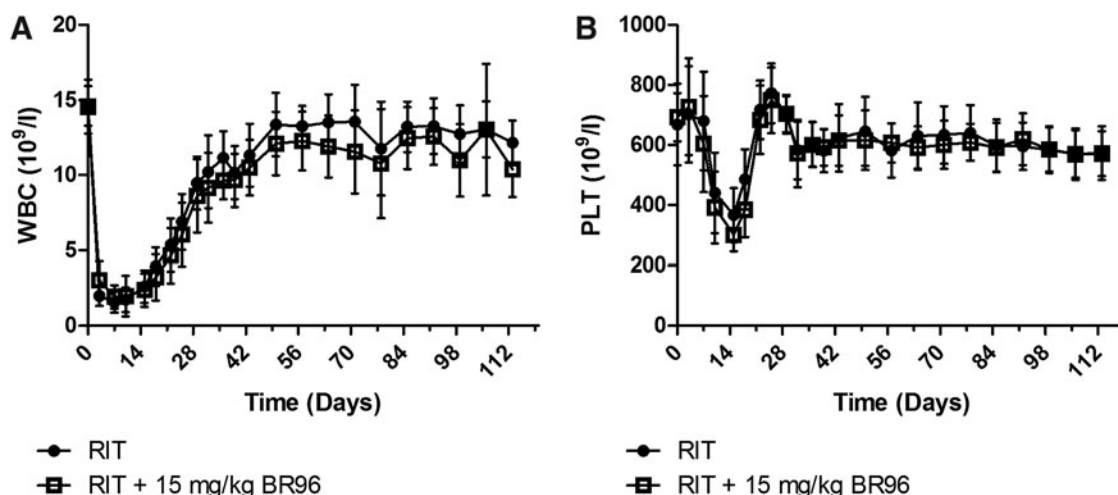 A
WBC (10⁹/l)
20
15
10
5
0
0 14 28 42 56 70 84 98 112
Time (Days)
RIT
RIT + 15 mg/kg BR96
B
PLT (10⁹/l)
1000
800
600
400
200
0
0 14 28 42 56 70 84 98 112
Time (Days)
RIT
RIT + 15 mg/kg BR96